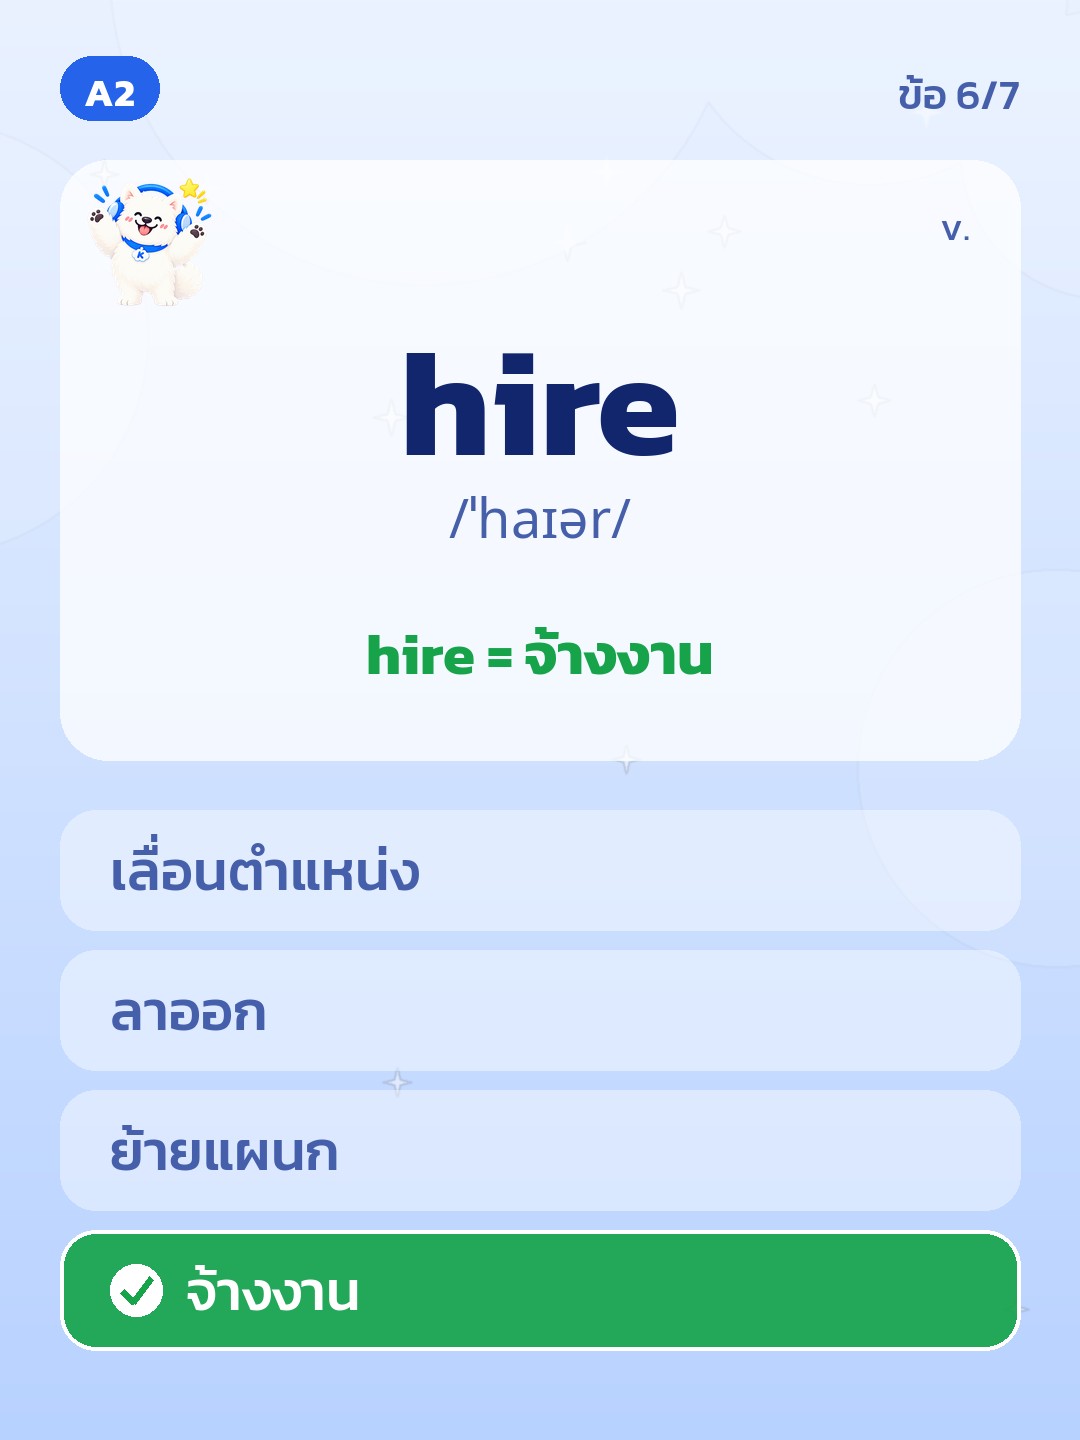 A2
ข้อ 6/7
v.
hire
/ˈhaɪər/
hire = จ้างงาน
เลื่อนตำแหน่ง
ลาออก
ย้ายแผนก
จ้างงาน